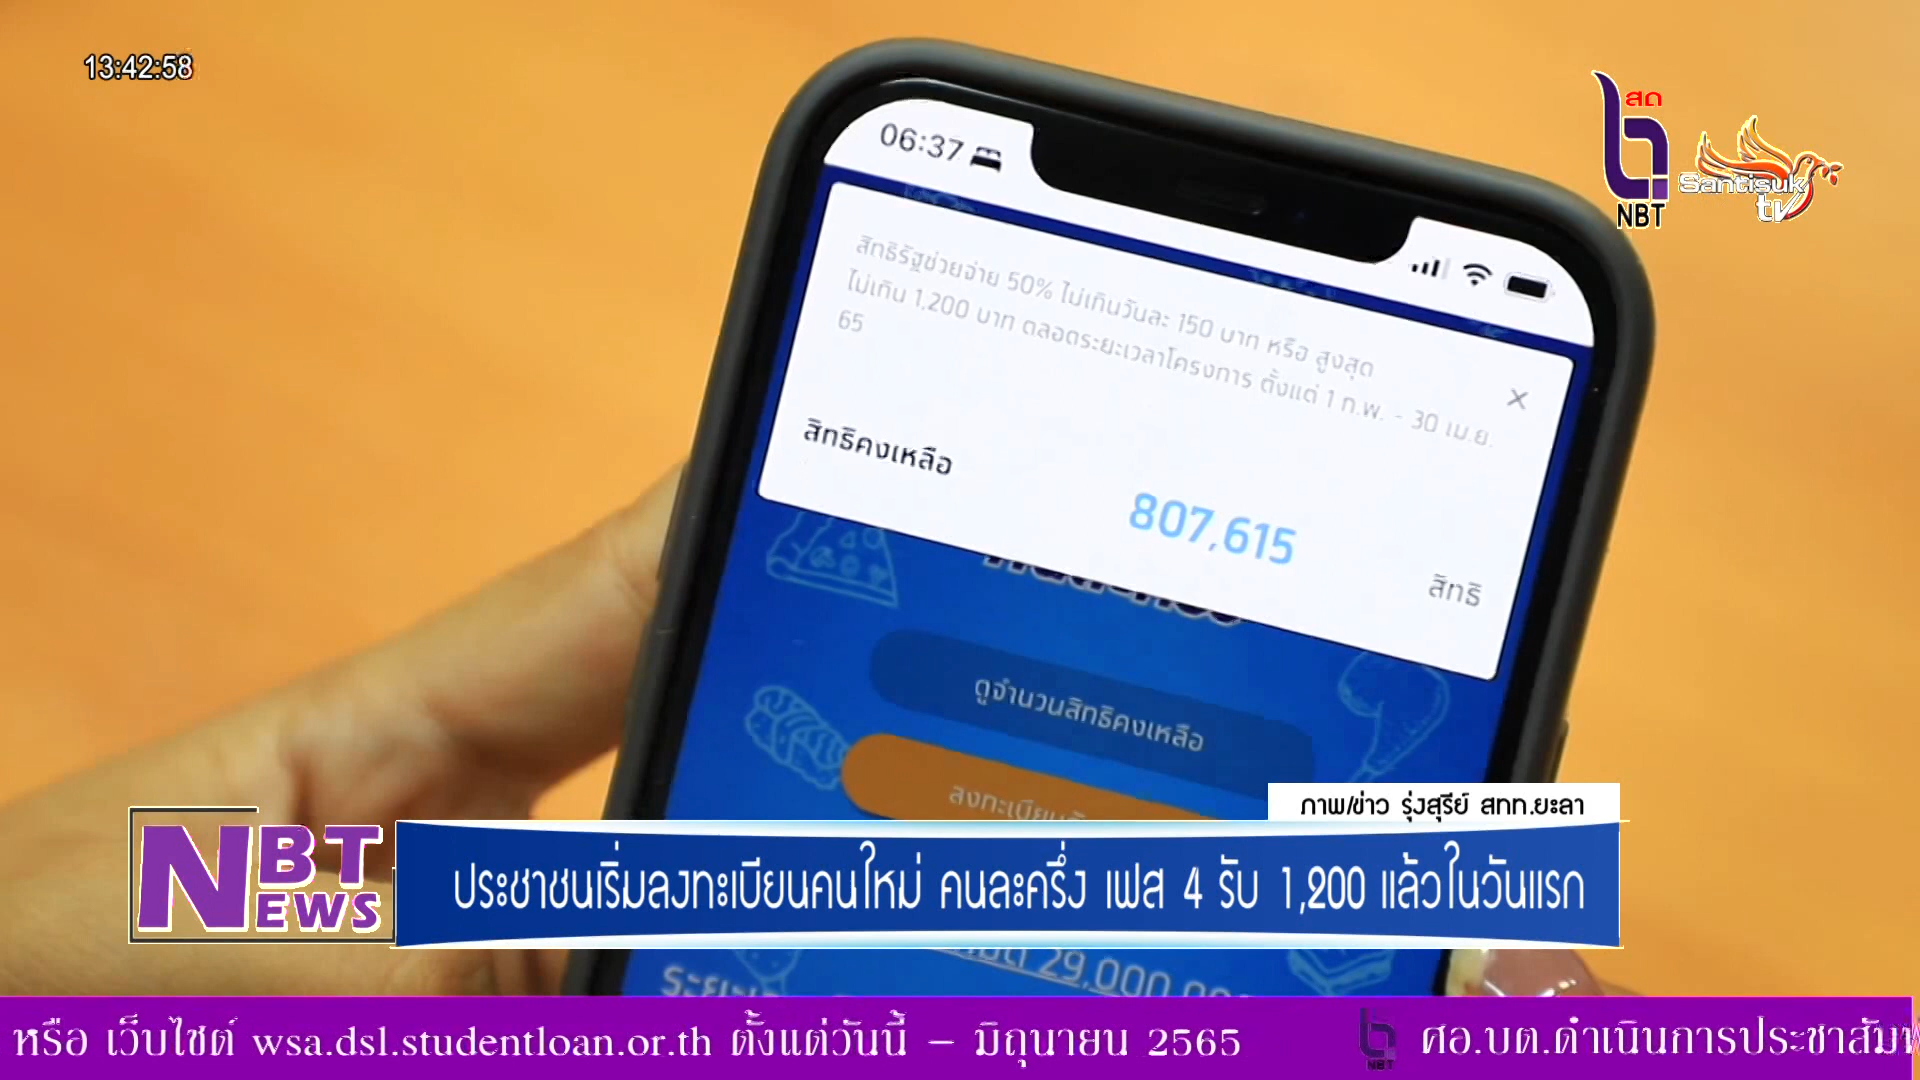 13:42:58
สด
NBT
Santisuk
tv
06:37
สิทธิรัฐช่วยจ่าย 50% ไม่เกินวันละ 150 บาท หรือ สูงสุด
ไม่เกิน 1,200 บาท ตลอดระยะเวลาโครงการ ตั้งแต่ 1 ก.พ. - 30 เม.ย.
65
สิทธิคงเหลือ
807,615
สิทธิ
ดูจำนวนสิทธิคงเหลือ
ลงทะเบียน
ภาพ/ข่าว รุ่งสุรีย์ สทท.ยะลา
NBT
NEWS
ประชาชนเริ่มลงทะเบียนคนใหม่ คนละครึ่ง เฟส 4 รับ 1,200 แล้วในวันแรก
29,000
หรือ เว็บไซต์ wsa.dsl.studentloan.or.th ตั้งแต่วันนี้ – มิถุนายน 2565
NBT
ศอ.บต.ดำเนินการประชาสัม